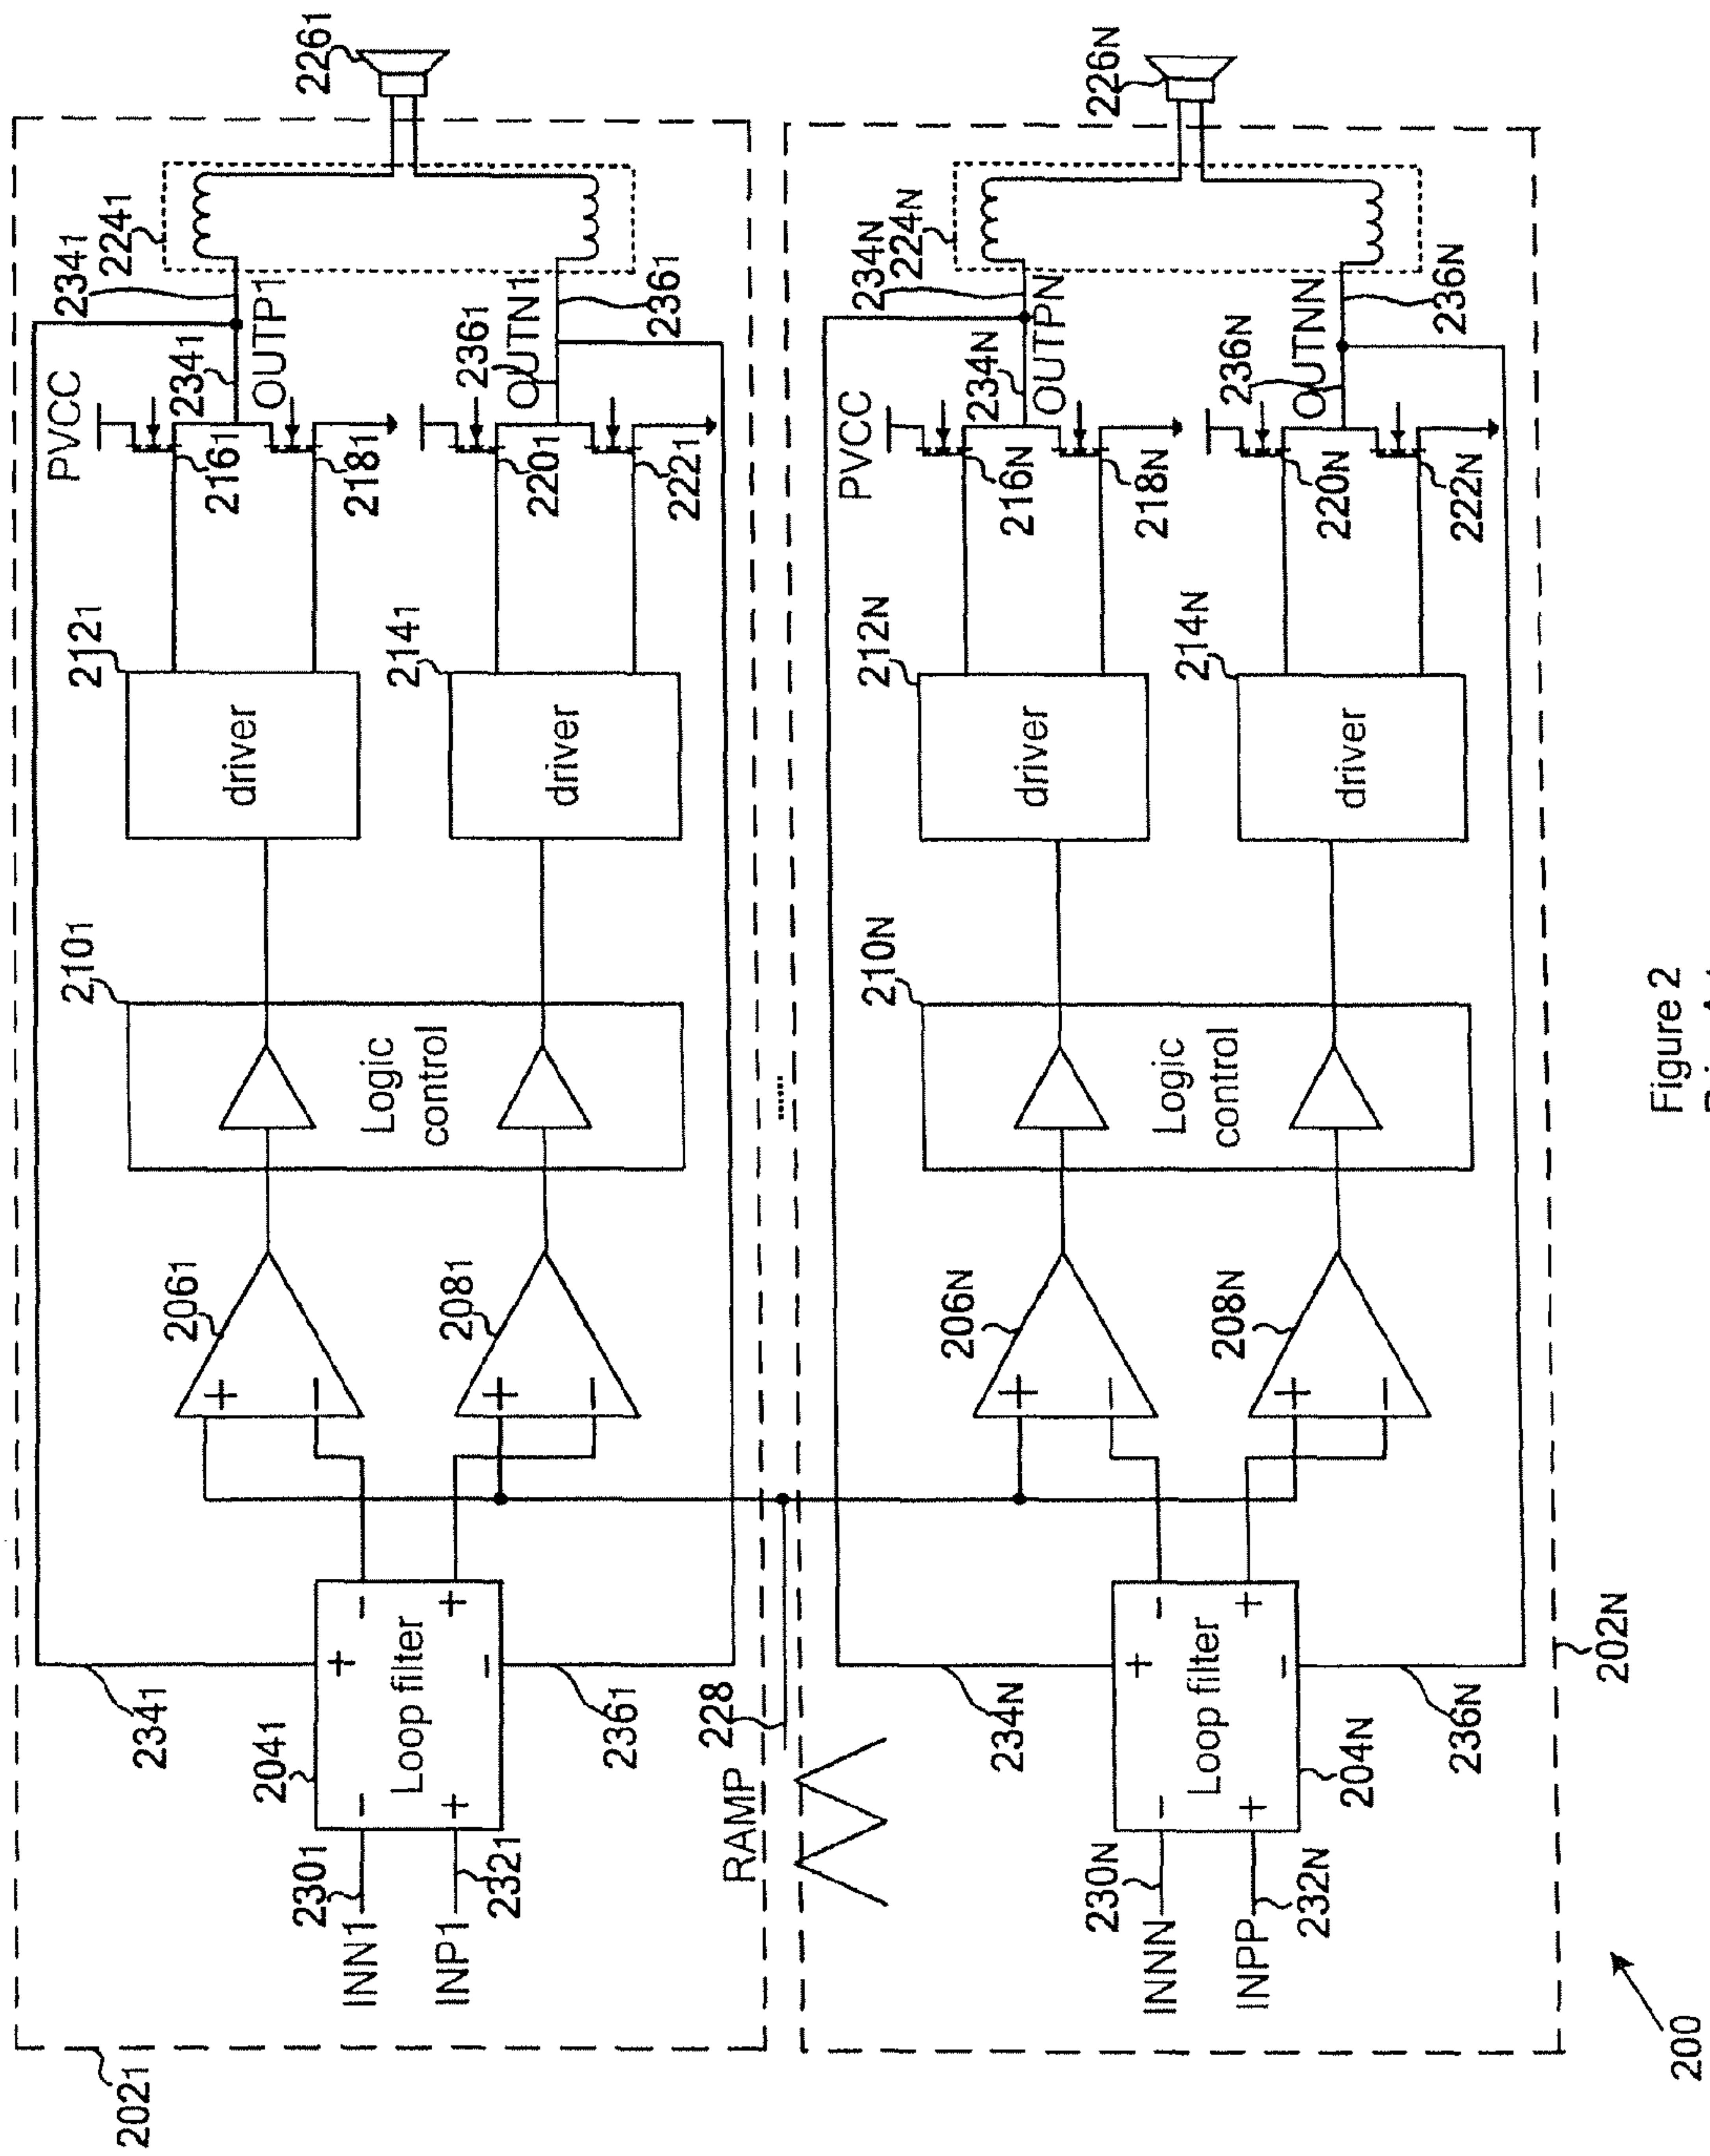 202₁
226₁
224₁
234₁
PVCC
234₁
OUTP1
216₁
218₁
236₁
OUTN1
236₁
220₁
222₁
212₁
driver
214₁
driver
210₁
Logic
control
206₁
+
−
208₁
+
−
234₁
204₁
Loop filter
+
−
−
+
−
+
236₁
230₁
INN1
INP1
232₁
......
228
RAMP
226N
234N
224N
PVCC
234N
OUTPN
216N
218N
236N
OUTNN
236N
220N
222N
212N
driver
214N
driver
210N
Logic
control
206N
+
−
208N
+
−
234N
Loop filter
+
−
−
+
−
+
204N
236N
230N
INNN
INPP
232N
202N
200
Figure 2